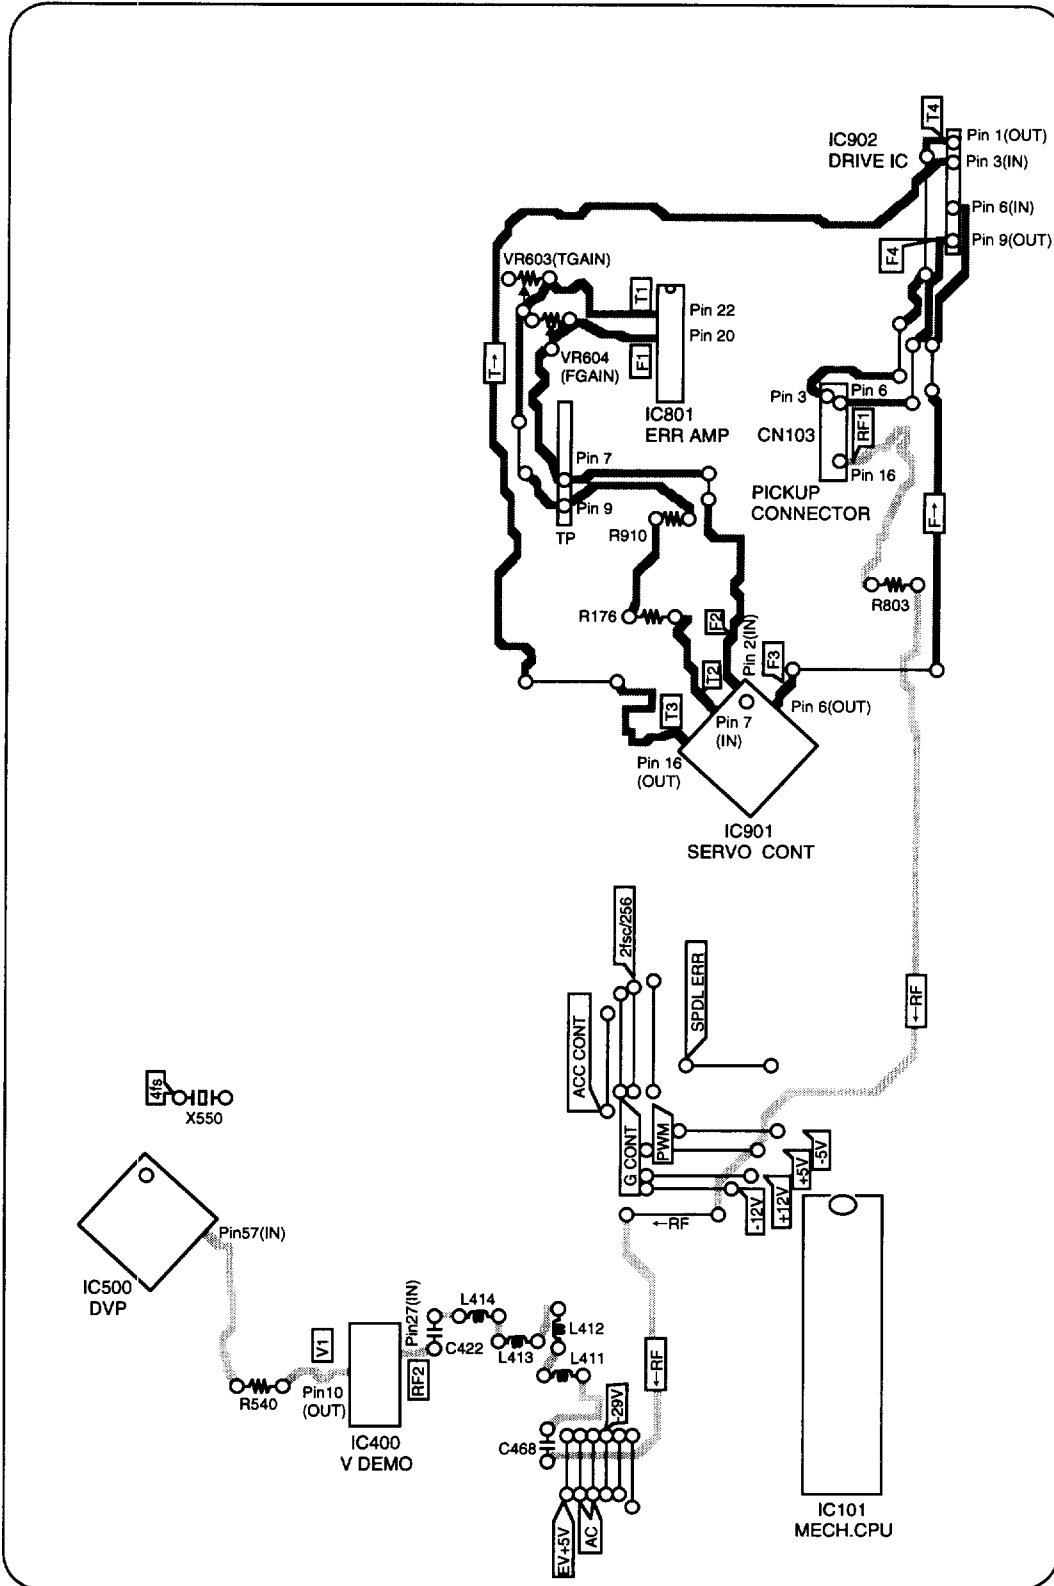 T4
IC902
DRIVE IC
Pin 1(OUT)
Pin 3(IN)
Pin 6(IN)
Pin 9(OUT)
F4
VR603(TGAIN)
T1
Pin 22
Pin 20
F1
VR604
(FGAIN)
T→
IC801
ERR AMP
Pin 3
Pin 6
CN103
RF1
Pin 16
PICKUP
CONNECTOR
Pin 7
Pin 9
TP
R910
F→
R803
R176
F2
Pin 2(IN)
T2
F3
T3
Pin 7
(IN)
Pin 6(OUT)
Pin 16
(OUT)
IC901
SERVO CONT
2fsc/256
SPDL ERR
ACC CONT
←RF
4fs
X550
G CONT
PWM
-5V
+5V
+12V
-12V
←RF
Pin57(IN)
IC500
DVP
Pin27(IN)
L414
L412
C422
L413
L411
←RF
V1
RF2
R540
Pin10
(OUT)
-29V
IC400
V DEMO
C468
EV+5V
AC
IC101
MECH.CPU